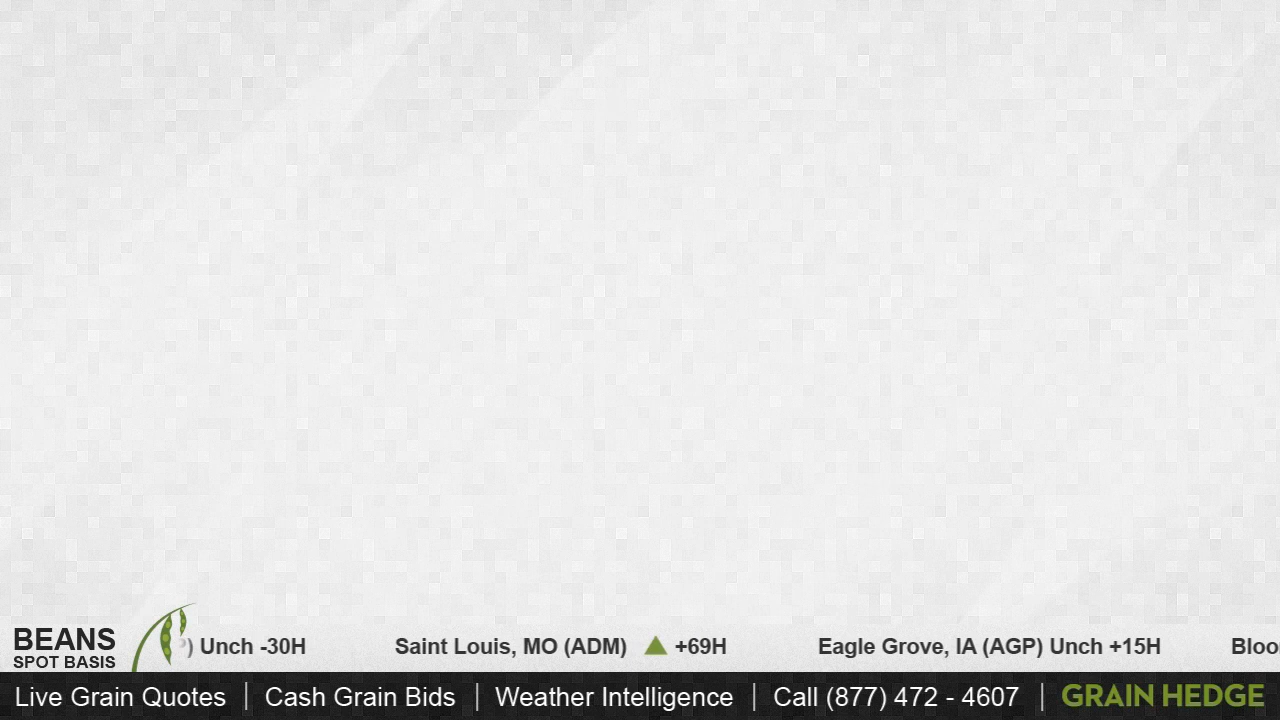 BEANS
SPOT BASIS
) Unch -30H Saint Louis, MO (ADM) +69H Eagle Grove, IA (AGP) Unch +15H
Live Grain Quotes | Cash Grain Bids | Weather Intelligence | Call (877) 472 - 4607 | GRAIN HEDGE